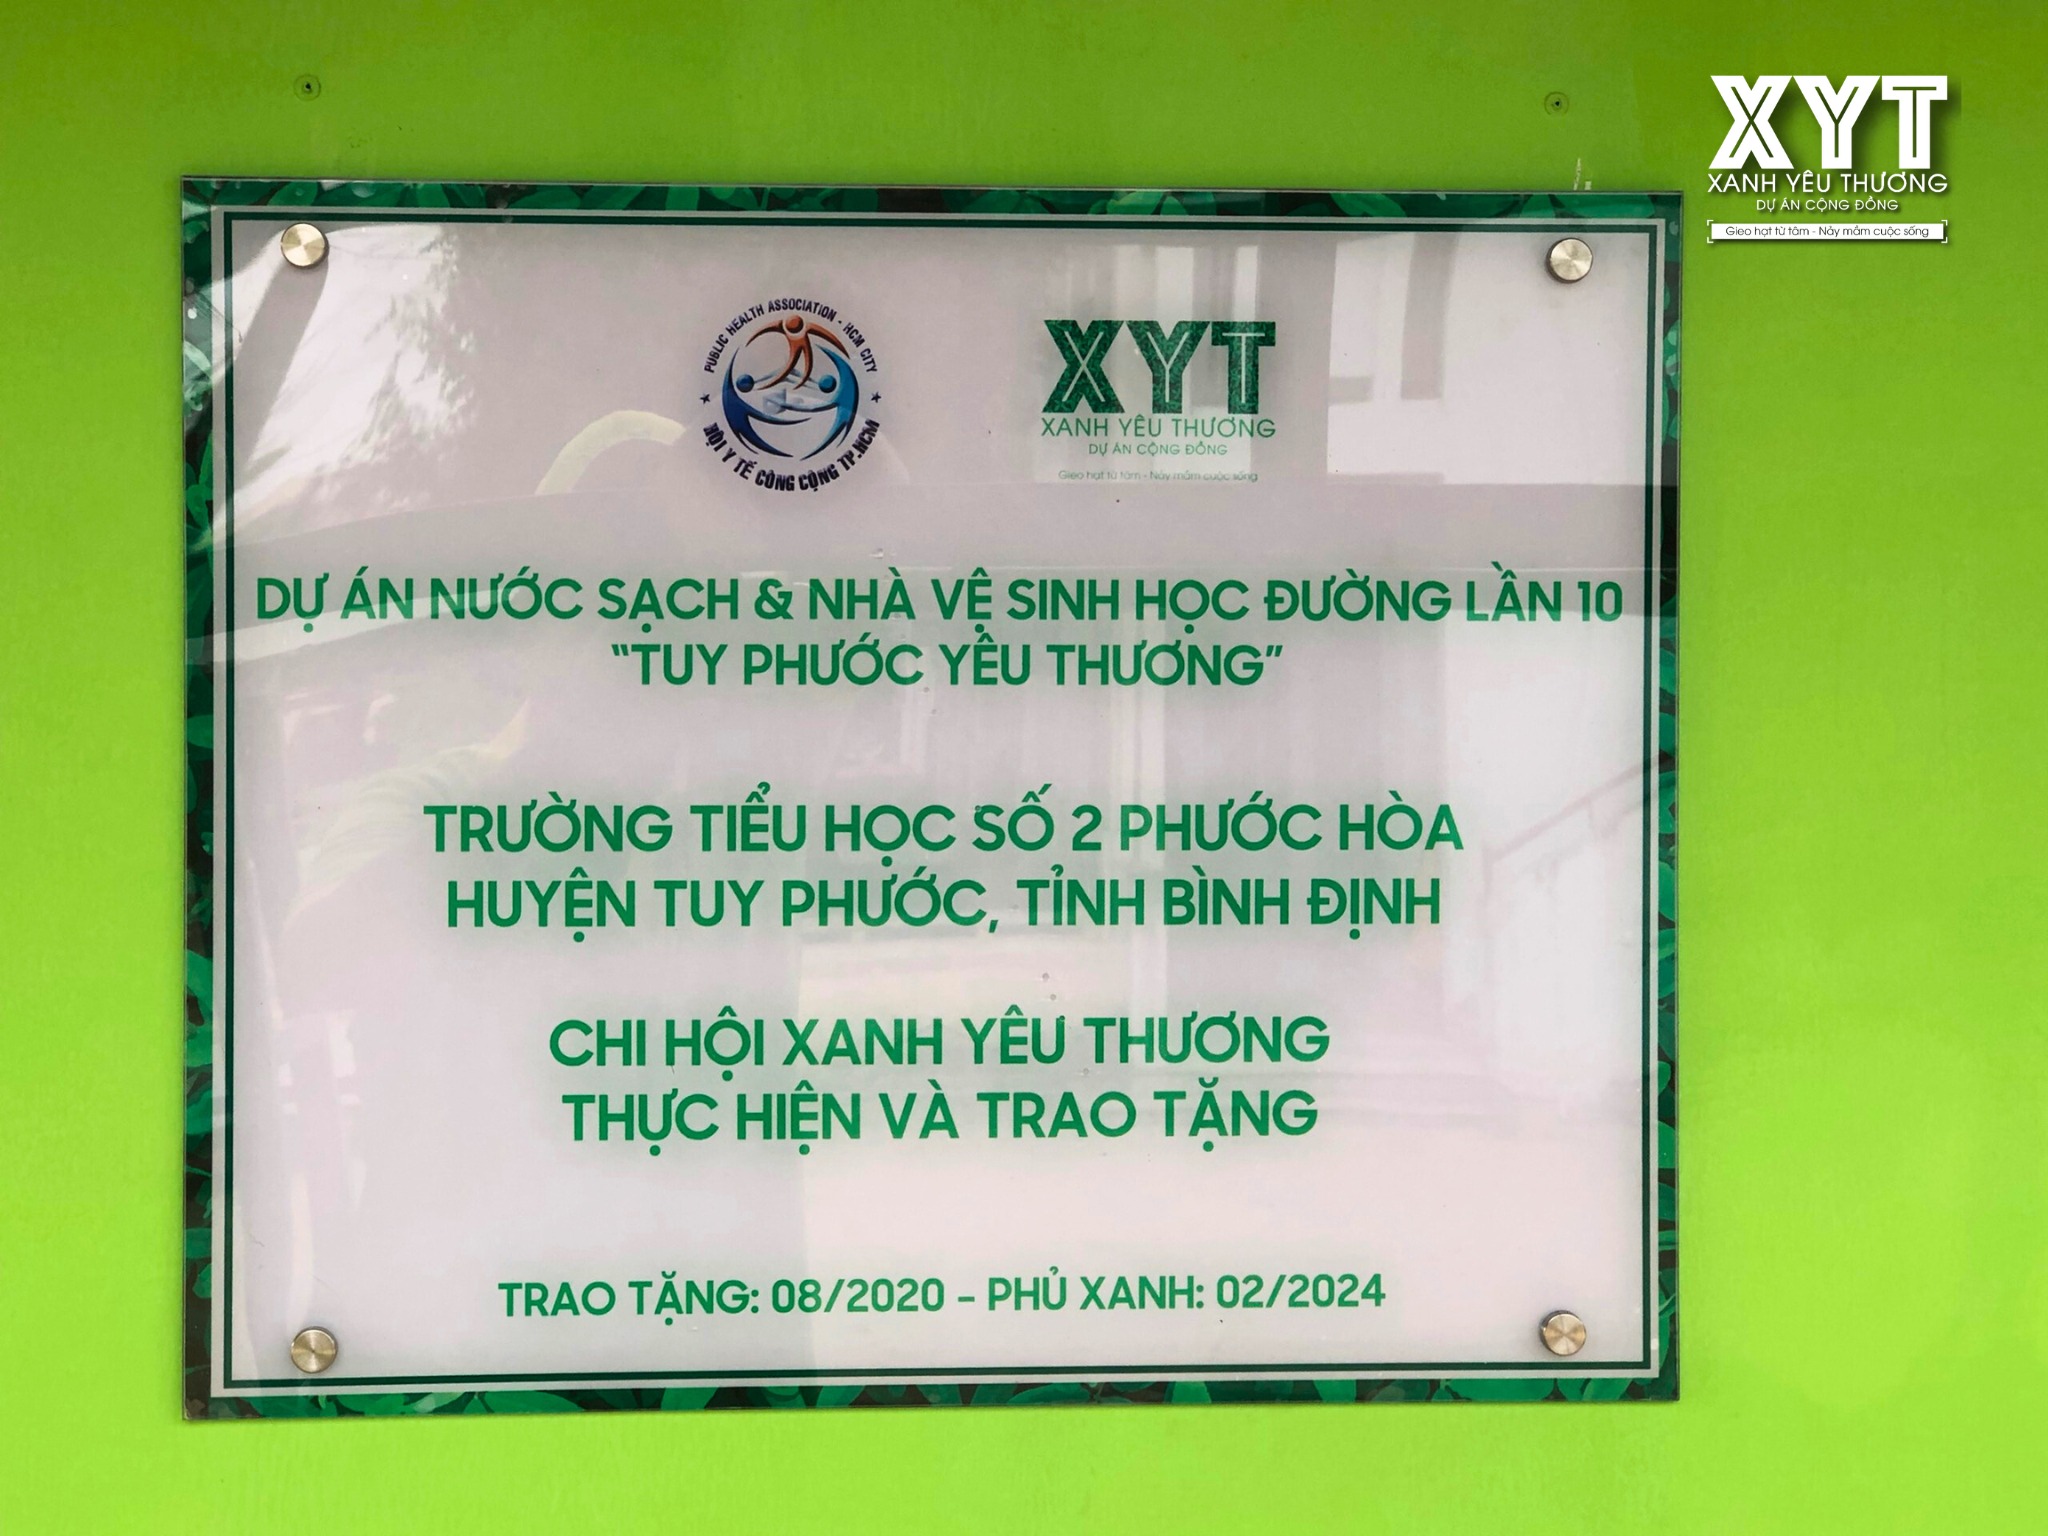 XYT
XANH YÊU THƯƠNG
DỰ ÁN CỘNG ĐỒNG
Gieo hạt từ tâm - Nảy mầm cuộc sống
PUBLIC HEALTH ASSOCIATION - HCM CITY
HỘI Y TẾ CÔNG CỘNG TP.HCM
XYT
XANH YÊU THƯƠNG
DỰ ÁN CỘNG ĐỒNG
Gieo hạt từ tâm - Nảy mầm cuộc sống
DỰ ÁN NƯỚC SẠCH & NHÀ VỆ SINH HỌC ĐƯỜNG LẦN 10
“TUY PHƯỚC YÊU THƯƠNG”
TRƯỜNG TIỂU HỌC SỐ 2 PHƯỚC HÒA
HUYỆN TUY PHƯỚC, TỈNH BÌNH ĐỊNH
CHI HỘI XANH YÊU THƯƠNG
THỰC HIỆN VÀ TRAO TẶNG
TRAO TẶNG: 08/2020 - PHỦ XANH: 02/2024